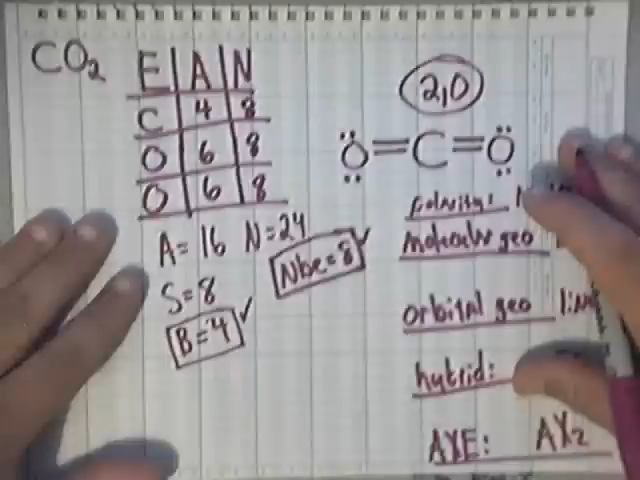 CO2
E A N
C 4 8
O 6 8
O 6 8
A = 16 N = 24
S = 8
B = 4 ✓
Nbe = 8 ✓
2,0
O=C=O
polarity:
molecular geo
orbital geo
hybrid:
AXE: AX2